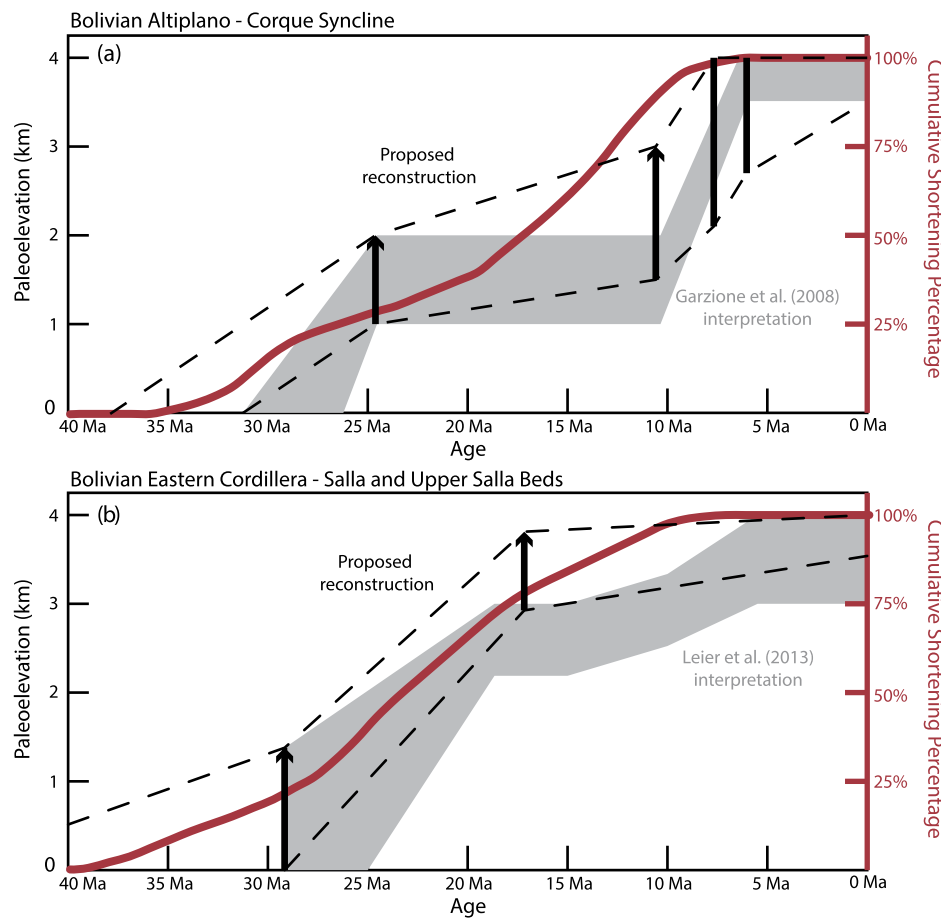 Bolivian Altiplano - Corque Syncline
(a)
4
3
2
1
0
Paleoelevation (km)
Proposed
reconstruction
Garzione et al. (2008)
interpretation
100%
75%
50%
25%
Cumulative Shortening Percentage
40 Ma
35 Ma
30 Ma
25 Ma
20 Ma
15 Ma
10 Ma
5 Ma
0 Ma
Age
Bolivian Eastern Cordillera - Salla and Upper Salla Beds
(b)
4
3
2
1
0
Paleoelevation (km)
Proposed
reconstruction
Leier et al. (2013)
interpretation
100%
75%
50%
25%
Cumulative Shortening Percentage
40 Ma
35 Ma
30 Ma
25 Ma
20 Ma
15 Ma
10 Ma
5 Ma
0 Ma
Age